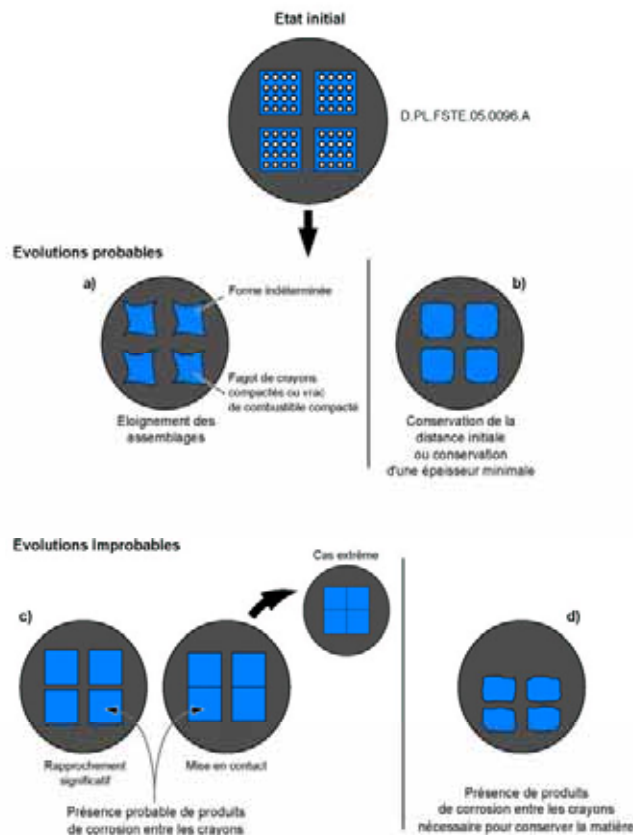 Etat initial
D.PL.FSTE.05.0096.A
Evolutions probables
a)
Forme indéterminée
Fagot de crayons
compactés ou vrac
de combustible compacté
Eloignement des
assemblages
b)
Conservation de la
distance initiale
ou conservation
d'une épaisseur minimale
Evolutions Improbables
Cas extrême
c)
Rapprochement
significatif
Mise en contact
Présence probable de produits
de corrosion entre les crayons
d)
Présence de produits
de corrosion entre les crayons
nécessaire pour conserver la matière